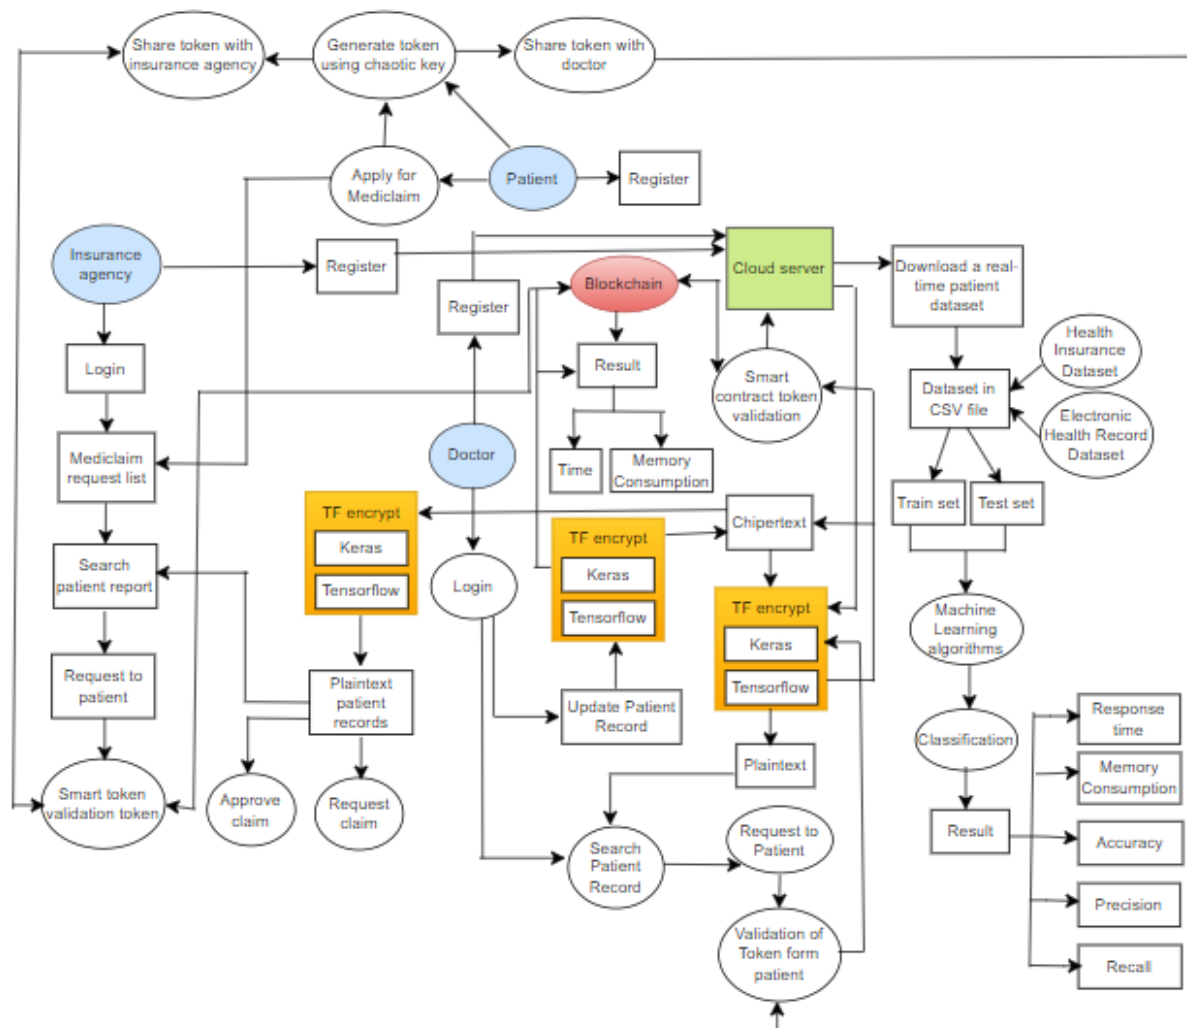 Share token with
insurance agency
Generate token
using chaotic key
Share token with
doctor
Apply for
Mediclaim
Patient
Register
Insurance
agency
Register
Cloud server
Download a real-
time patient
dataset
Blockchain
Register
Health
Insurance
Dataset
Login
Result
Smart
contract token
validation
Dataset in
CSV file
Electronic
Health Record
Dataset
Mediclaim
request list
Doctor
Time
Memory
Consumption
Train set
Test set
TF encrypt
Keras
Tensorflow
Chipertext
TF encrypt
Keras
Tensorflow
Search
patient report
Login
TF encrypt
Keras
Tensorflow
Machine
Learning
algorithms
Request to
patient
Plaintext
patient
records
Update Patient
Record
Response
time
Classification
Plaintext
Memory
Consumption
Smart token
validation token
Approve
claim
Request
claim
Search
Patient
Record
Request to
Patient
Result
Accuracy
Precision
Validation of
Token form
patient
Recall